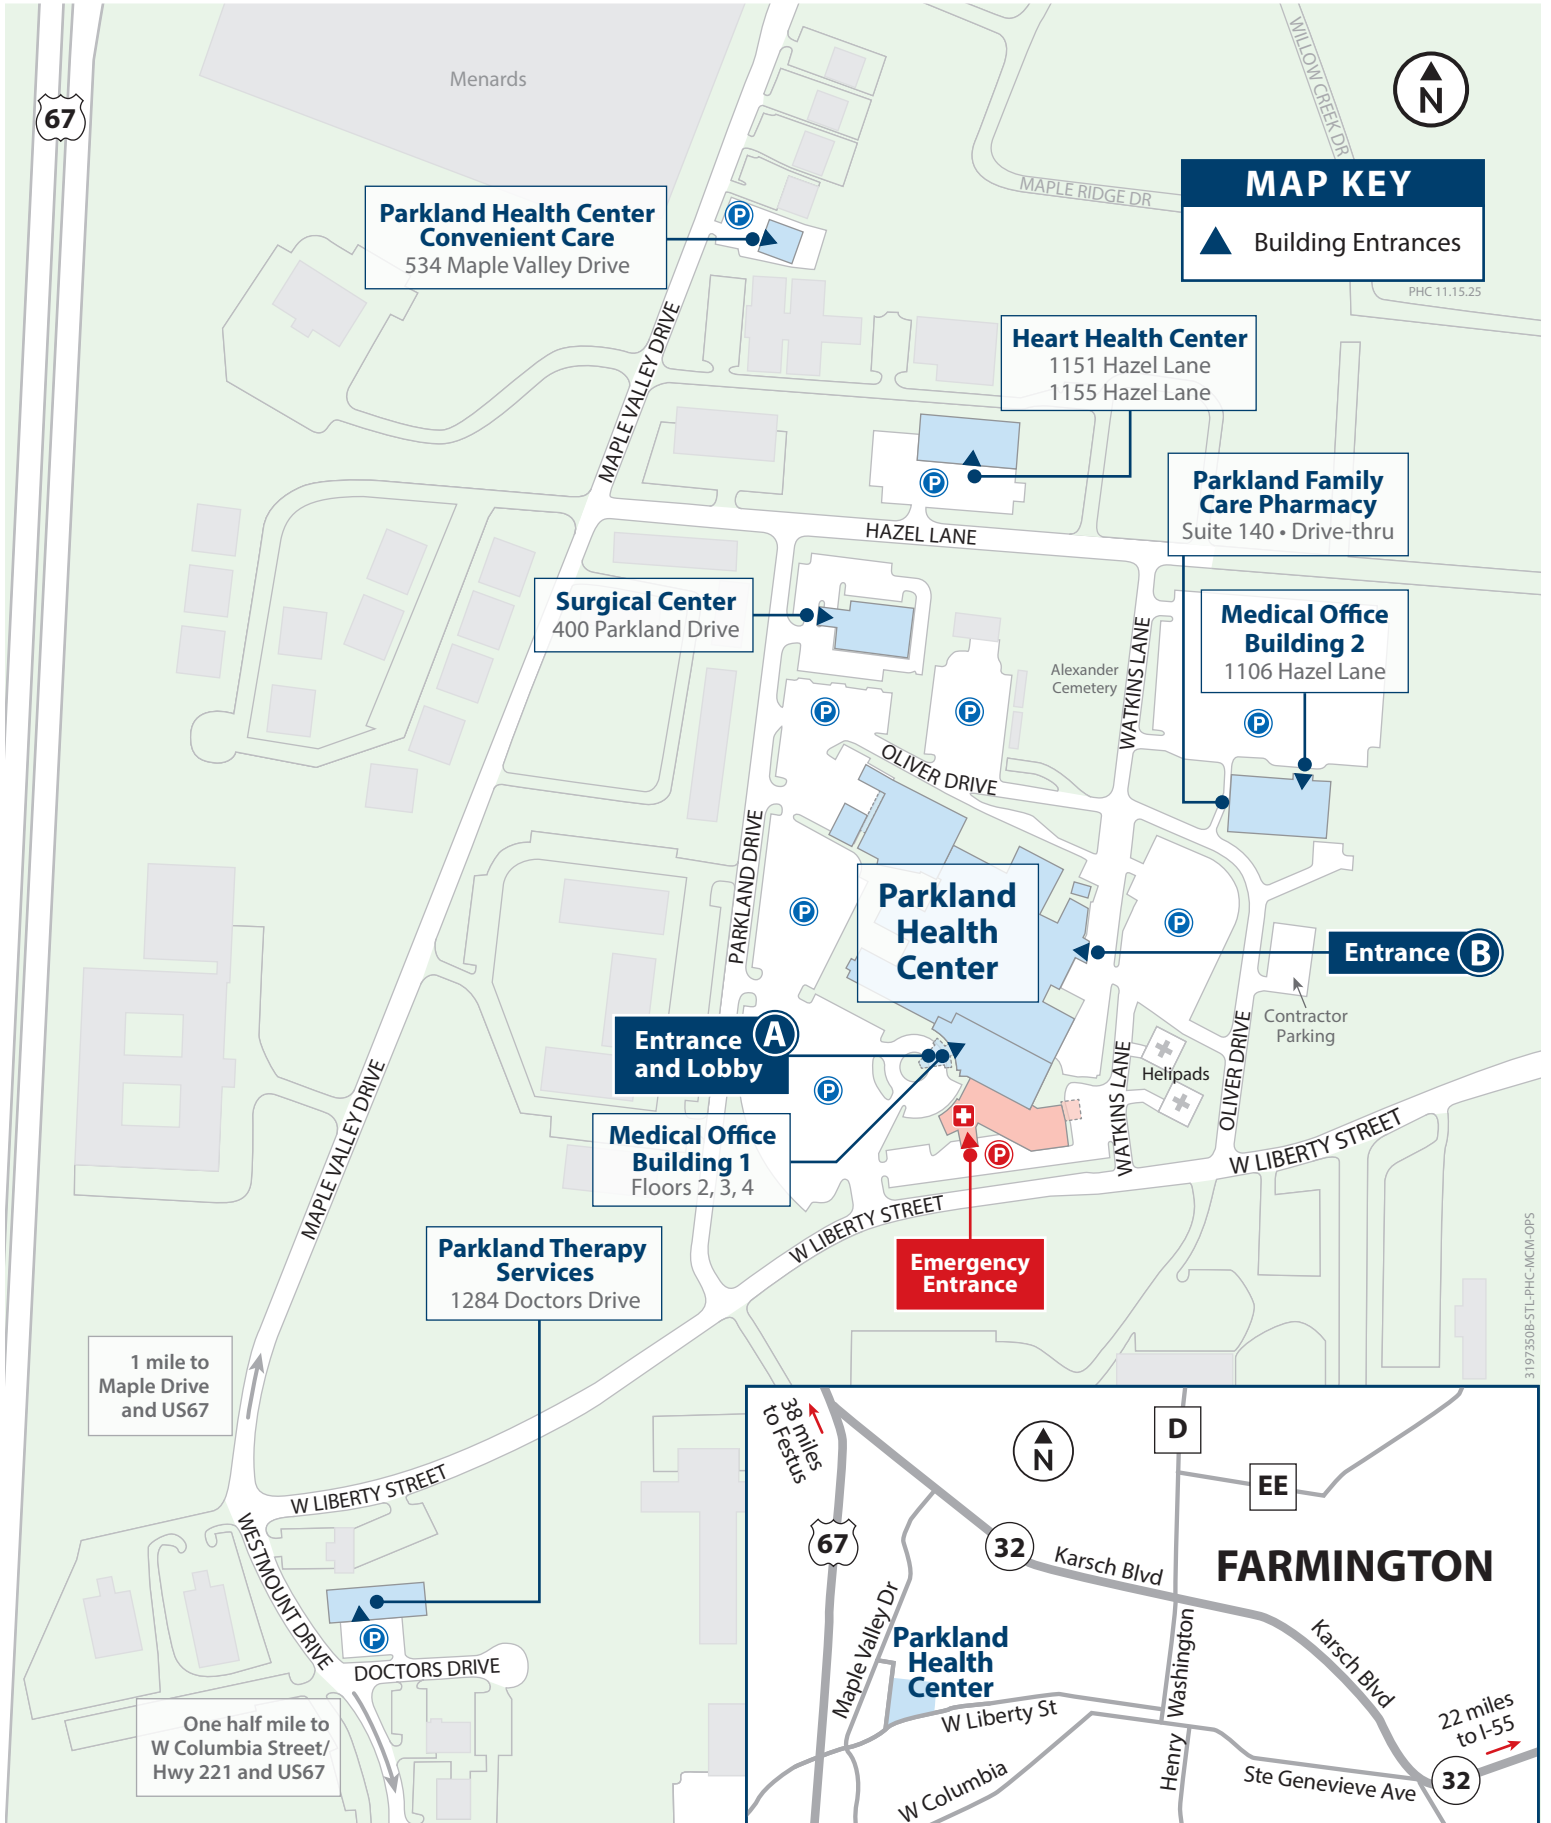 67
Menards
WILLOW CREEK DR
N
MAPLE RIDGE DR
MAP KEY
Building Entrances
PHC 11.15.25
Parkland Health Center
Convenient Care
534 Maple Valley Drive
P
MAPLE VALLEY DRIVE
Heart Health Center
1151 Hazel Lane
1155 Hazel Lane
P
HAZEL LANE
Parkland Family
Care Pharmacy
Suite 140 • Drive-thru
Surgical Center
400 Parkland Drive
Medical Office
Building 2
1106 Hazel Lane
Alexander
Cemetery
WATKINS LANE
P
P
P
OLIVER DRIVE
PARKLAND DRIVE
Parkland
Health
Center
P
P
Entrance B
Contractor
Parking
Entrance A
and Lobby
P
Helipads
WATKINS LANE
OLIVER DRIVE
MAPLE VALLEY DRIVE
Medical Office
Building 1
Floors 2, 3, 4
P
W LIBERTY STREET
W LIBERTY STREET
Emergency
Entrance
Parkland Therapy
Services
1284 Doctors Drive
3197350B-STL-PHC-MCM-OPS
1 mile to
Maple Drive
and US67
W LIBERTY STREET
WESTMOUNT DRIVE
P
DOCTORS DRIVE
One half mile to
W Columbia Street/
Hwy 221 and US67
38 miles
to Festus
N
D
EE
67
32
Karsch Blvd
FARMINGTON
Maple Valley Dr
Parkland
Health
Center
Washington
Karsch Blvd
W Liberty St
22 miles
to I-55
W Columbia
Henry
Ste Genevieve Ave
32